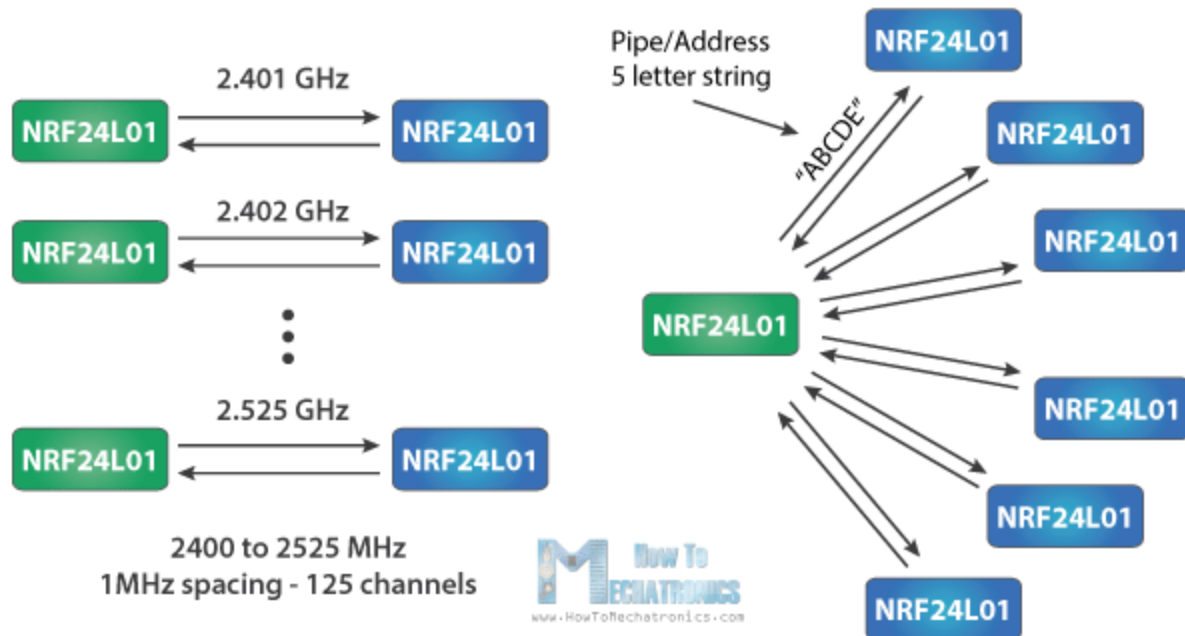 2.401 GHz
NRF24L01
NRF24L01
2.402 GHz
NRF24L01
NRF24L01
2.525 GHz
NRF24L01
NRF24L01
2400 to 2525 MHz
1MHz spacing - 125 channels
Pipe/Address
5 letter string
"ABCDE"
NRF24L01
NRF24L01
NRF24L01
NRF24L01
NRF24L01
NRF24L01
NRF24L01
How To
MECHATRONICS
www.HowToMechatronics.com